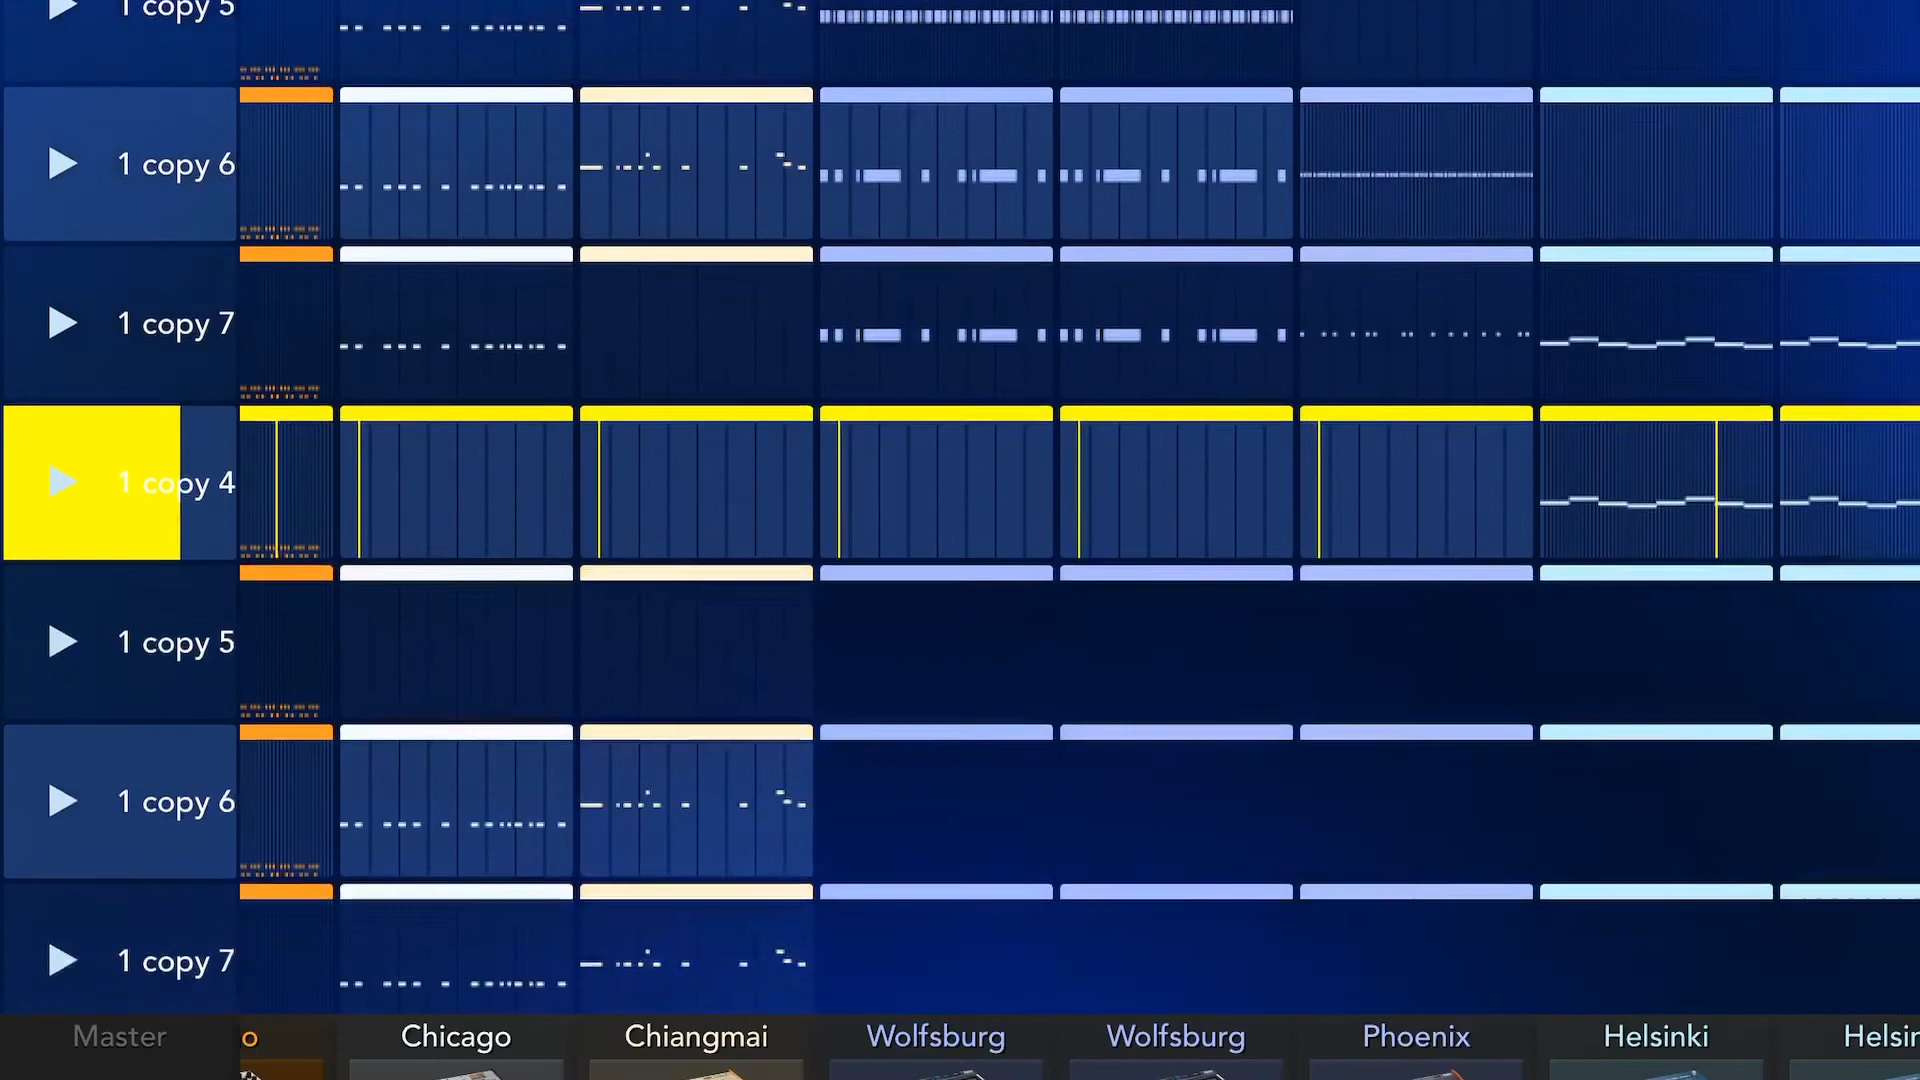 1 copy 5
1 copy 6
1 copy 7
1 copy 4
1 copy 5
1 copy 6
1 copy 7
Master o Chicago Chiangmai Wolfsburg Wolfsburg Phoenix Helsinki Helsin